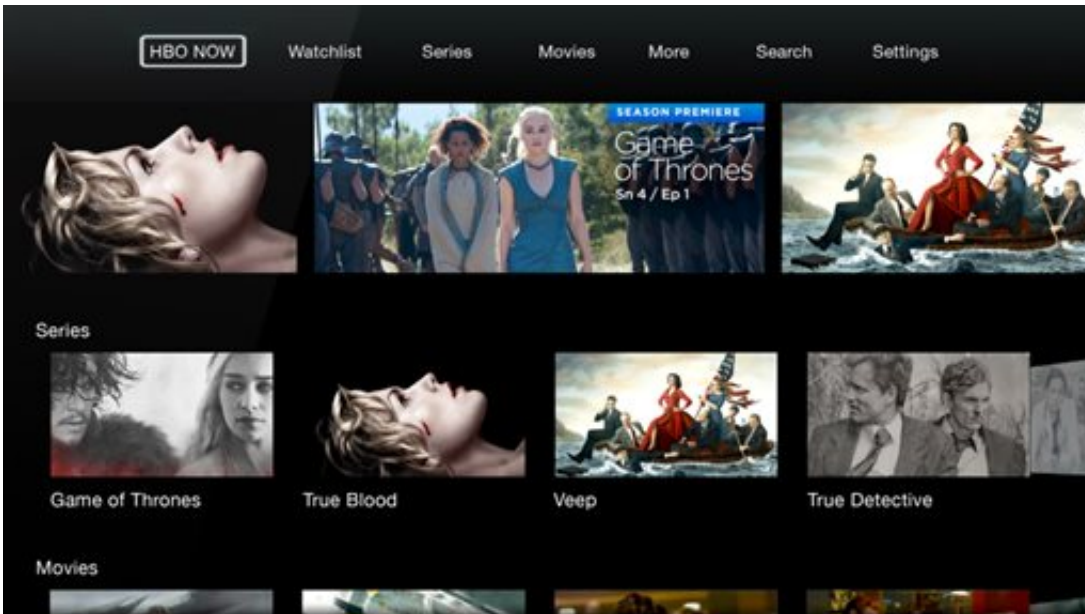 HBO NOW Watchlist Series Movies More Search Settings
SEASON PREMIERE
Game
of Thrones
Sn 4 / Ep 1
Series
Game of Thrones True Blood Veep True Detective
Movies